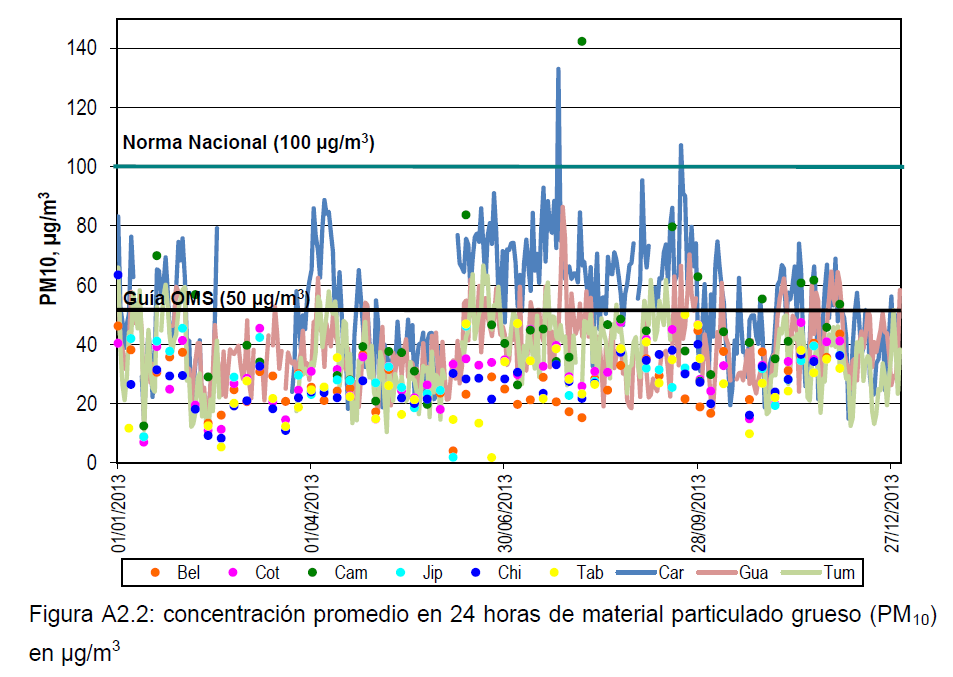 140
120
Norma Nacional (100 µg/m³)
100
80
60
Guía OMS (50 µg/m³)
40
20
0
PM10, µg/m³
01/01/2013
01/04/2013
30/06/2013
28/09/2013
27/12/2013
Bel Cot Cam Jip Chi Tab Car Gua Tum
Figura A2.2: concentración promedio en 24 horas de material particulado grueso (PM₁₀)
en µg/m³